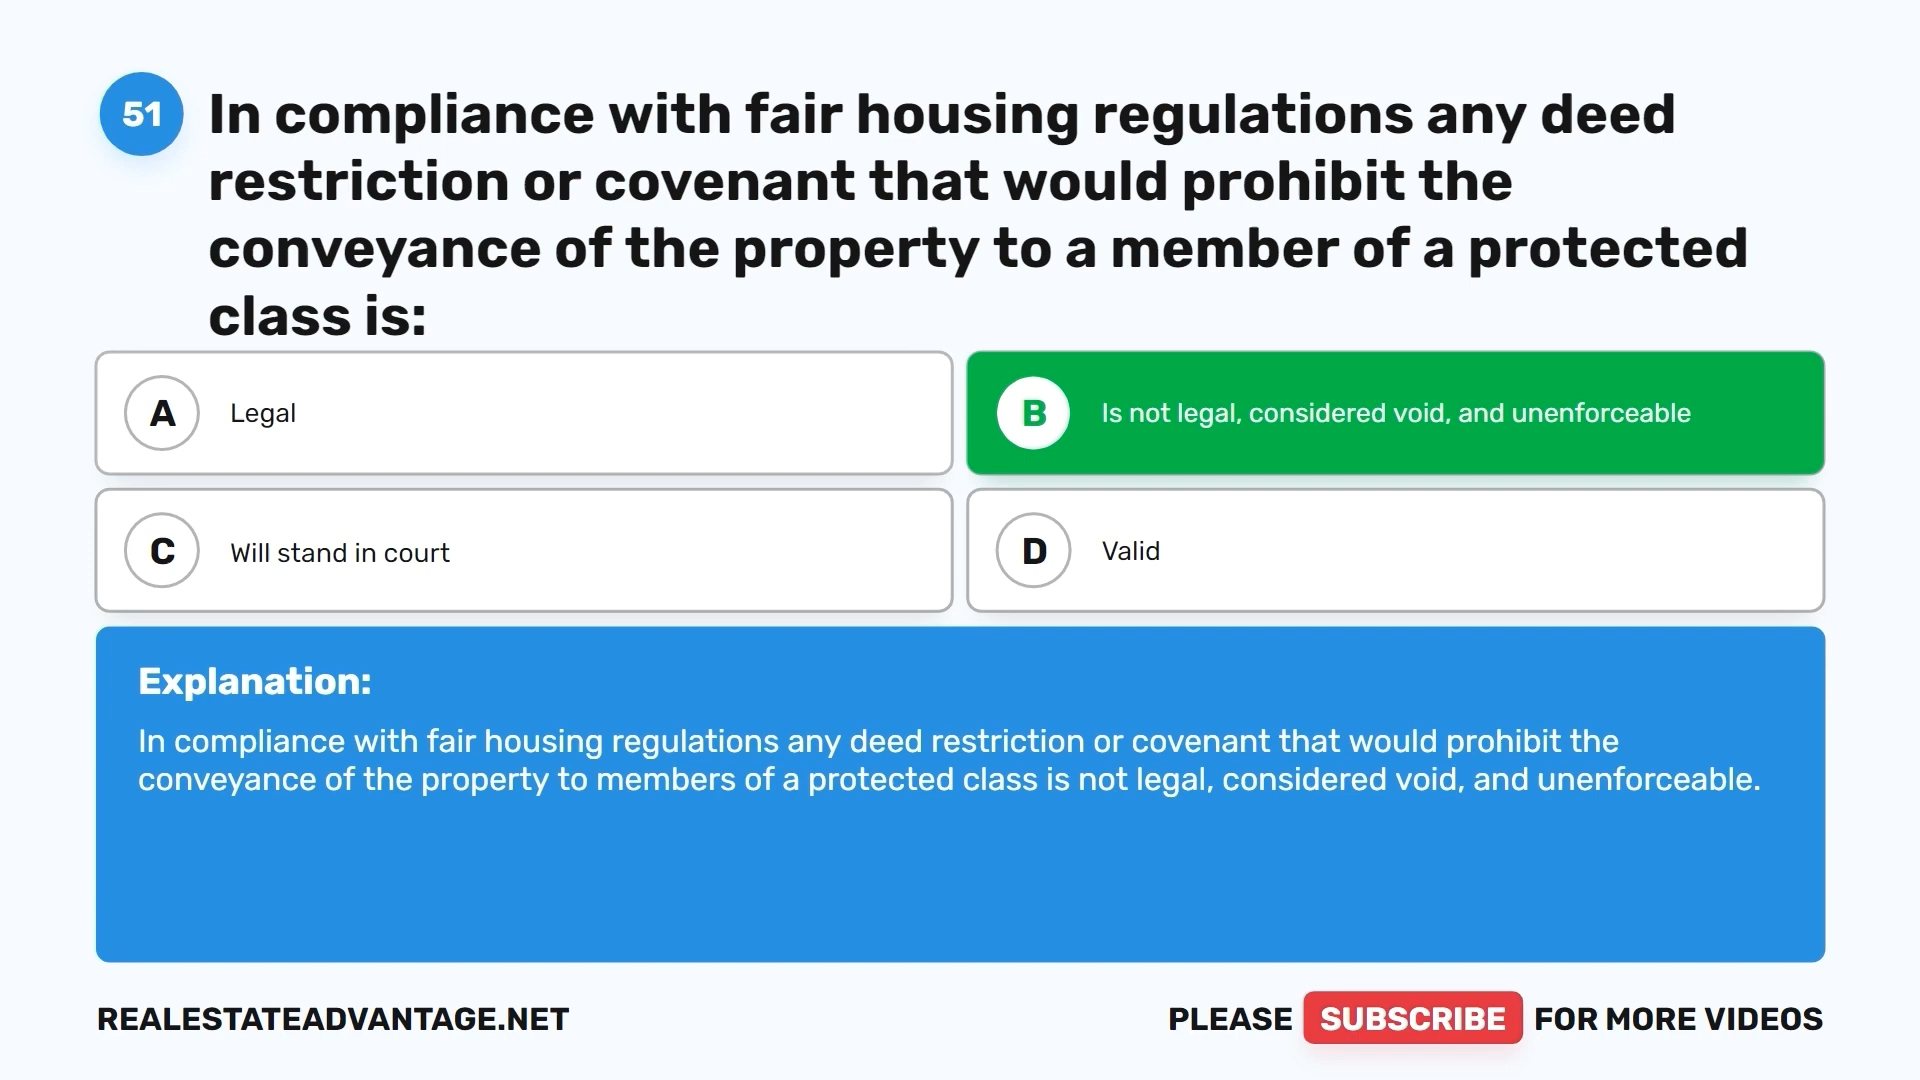 51
In compliance with fair housing regulations any deed
restriction or covenant that would prohibit the
conveyance of the property to a member of a protected
class is:
A Legal
B Is not legal, considered void, and unenforceable
C Will stand in court
D Valid
Explanation:
In compliance with fair housing regulations any deed restriction or covenant that would prohibit the
conveyance of the property to members of a protected class is not legal, considered void, and unenforceable.
REALESTATEADVANTAGE.NET
PLEASE SUBSCRIBE FOR MORE VIDEOS